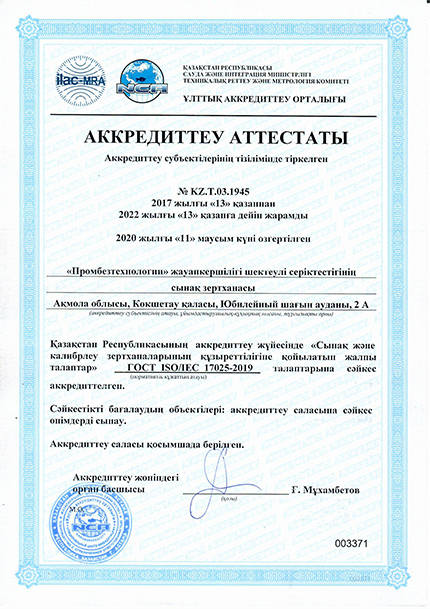 ilac-MRA
NCA
ҚАЗАҚСТАН РЕСПУБЛИКАСЫ
САУДА ЖӘНЕ ИНТЕГРАЦИЯ МИНИСТРЛІГІ
ТЕХНИКАЛЫҚ РЕТТЕУ ЖӘНЕ МЕТРОЛОГИЯ КОМИТЕТІ
ҰЛТТЫҚ АККРЕДИТТЕУ ОРТАЛЫҒЫ
АККРЕДИТТЕУ АТТЕСТАТЫ
Аккредиттеу субъектілерінің тізілімінде тіркелген
№ KZ.T.03.1945
2017 жылғы «13» қазаннан
2022 жылғы «13» қазанға дейін жарамды
2020 жылғы «11» маусым күні өзгертілген
«Промбезтехнологии» жауапкершілігі шектеулі серіктестігінің
сынақ зертханасы
Ақмола облысы, Көкшетау қаласы, Юбилейный шағын ауданы, 2 А
(аккредиттеу субъектісінің атауы, ұйымдастырушылық-құқықтық нысаны, тұрғылықты орны)
Қазақстан Республикасының аккредиттеу жүйесінде «Сынақ және
калибрлеу зертханаларының құзыреттілігіне қойылатын жалпы
талаптар» ГОСТ ISO/IEC 17025-2019 талаптарына сәйкес
(нормативтік құжаттың атауы)
аккредиттелген.
Сәйкестікті бағалаудың объектілері: аккредиттеу саласына сәйкес
өнімдерді сынау.
Аккредиттеу саласы қосымшада берілген.
Аккредиттеу жөніндегі
орган басшысы Г. Мұхамбетов
(қолы)
М.О.
NCA
003371